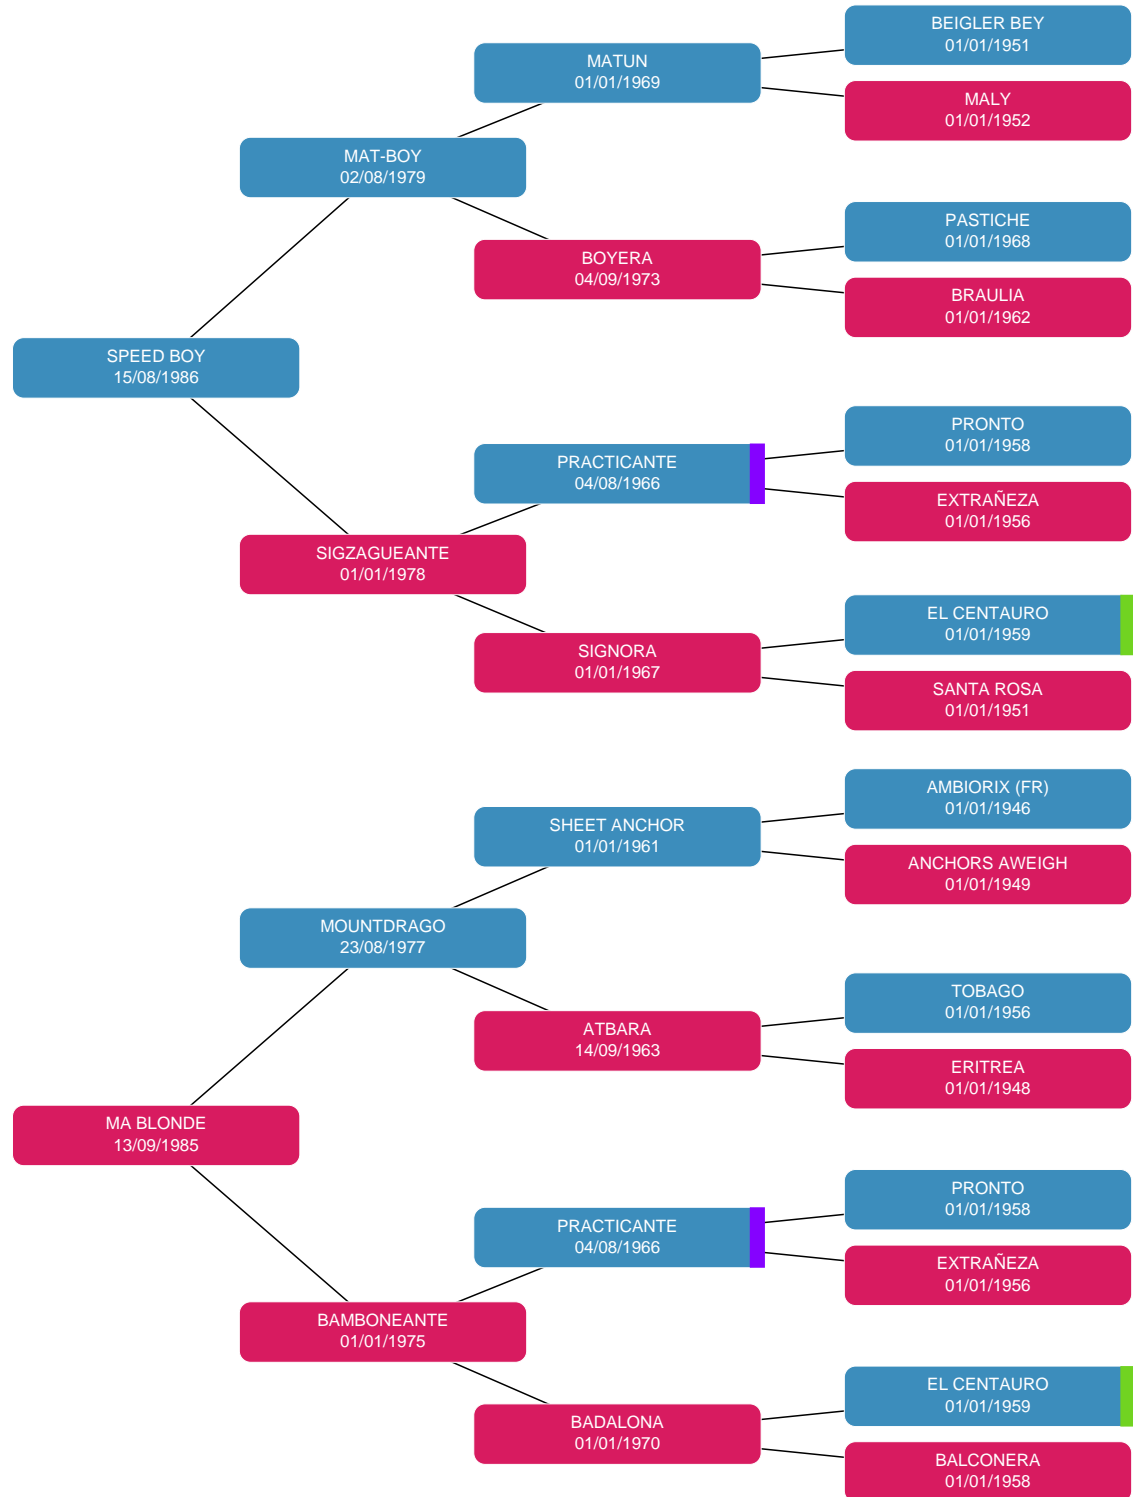 BEIGLER BEY
01/01/1951
MATUN
01/01/1969
MALY
01/01/1952
MAT-BOY
02/08/1979
PASTICHE
01/01/1968
BOYERA
04/09/1973
BRAULIA
01/01/1962
SPEED BOY
15/08/1986
PRONTO
01/01/1958
PRACTICANTE
04/08/1966
EXTRAÑEZA
01/01/1956
SIGZAGUEANTE
01/01/1978
EL CENTAURO
01/01/1959
SIGNORA
01/01/1967
SANTA ROSA
01/01/1951
AMBIORIX (FR)
01/01/1946
SHEET ANCHOR
01/01/1961
ANCHORS AWEIGH
01/01/1949
MOUNTDRAGO
23/08/1977
TOBAGO
01/01/1956
ATBARA
14/09/1963
ERITREA
01/01/1948
MA BLONDE
13/09/1985
PRONTO
01/01/1958
PRACTICANTE
04/08/1966
EXTRAÑEZA
01/01/1956
BAMBONEANTE
01/01/1975
EL CENTAURO
01/01/1959
BADALONA
01/01/1970
BALCONERA
01/01/1958